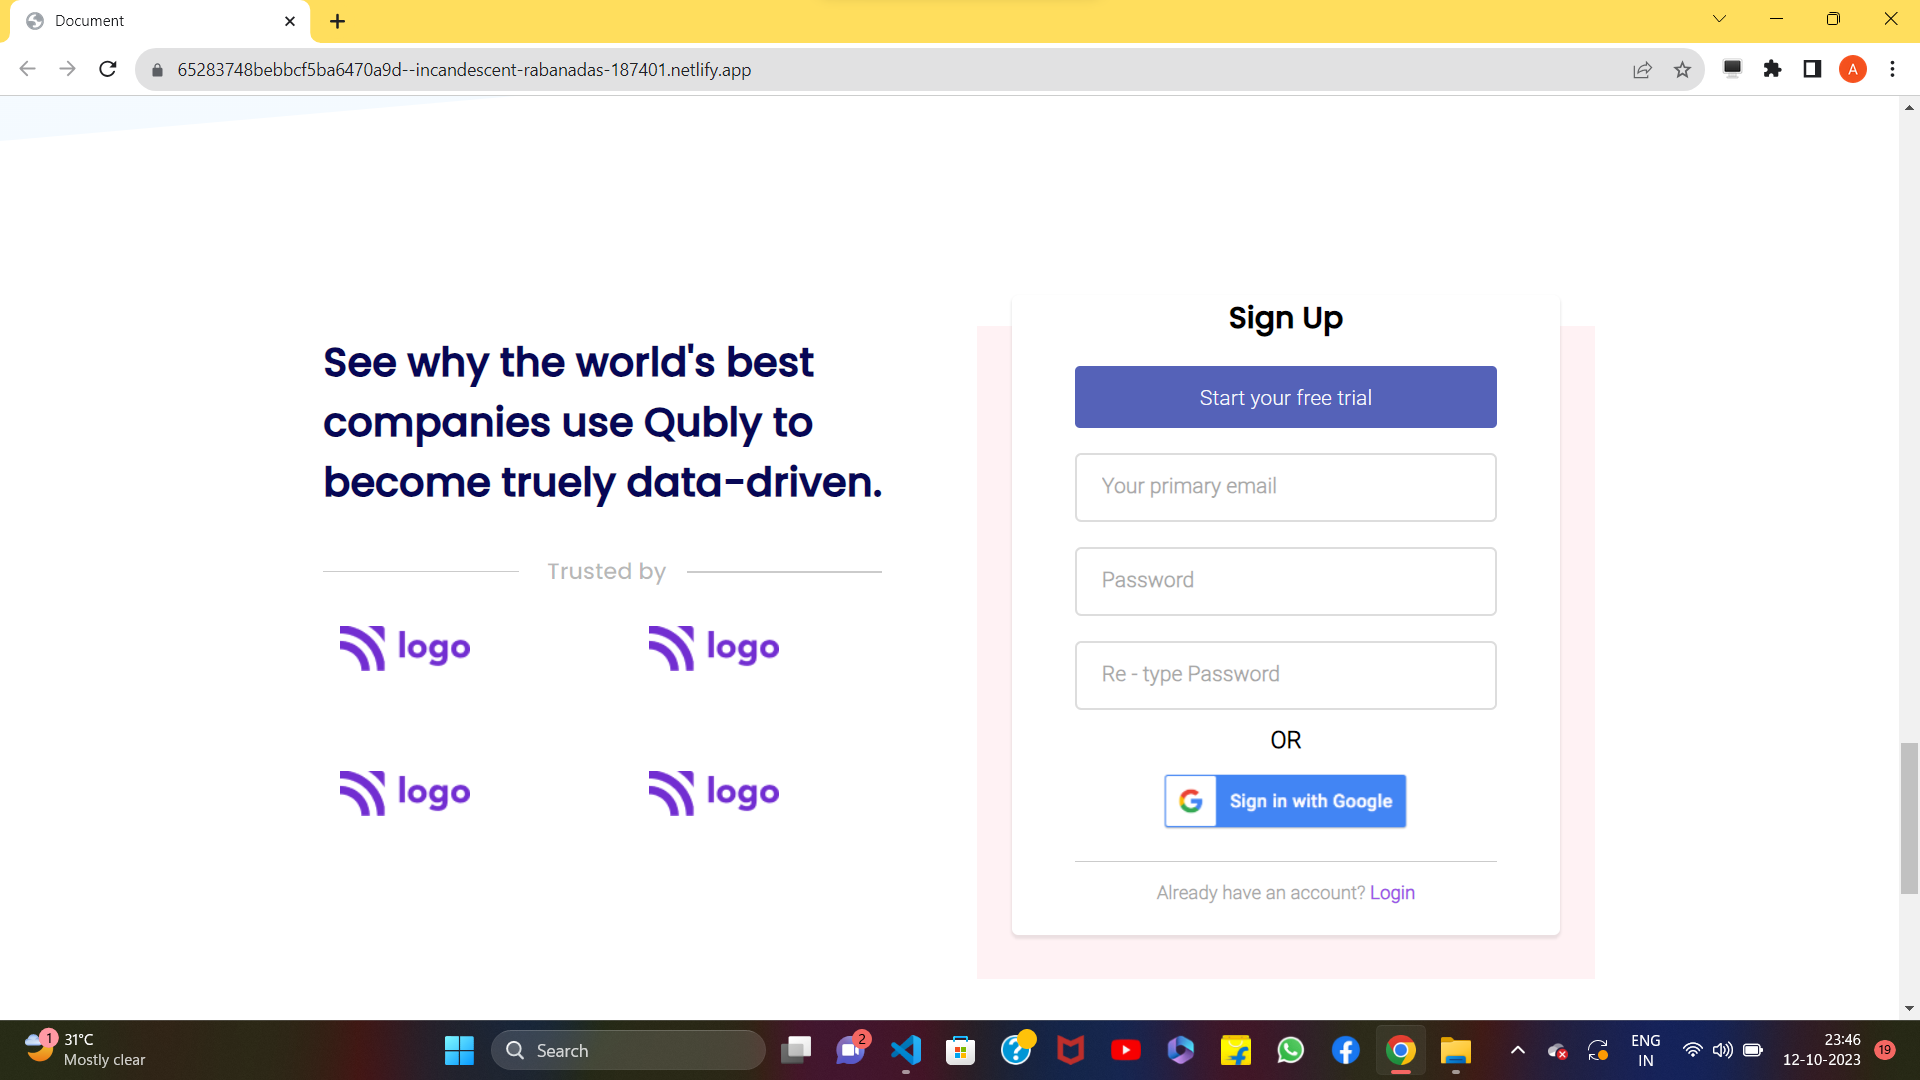 Document
65283748bebbcf5ba6470a9d--incandescent-rabanadas-187401.netlify.app
A
See why the world's best
companies use Qubly to
become truely data-driven.
Trusted by
logo
logo
logo
logo
Sign Up
Start your free trial
Your primary email
Password
Re - type Password
OR
G Sign in with Google
Already have an account? Login
1
31°C
Mostly clear
Search
2
ENG
IN
23:46
12-10-2023
19